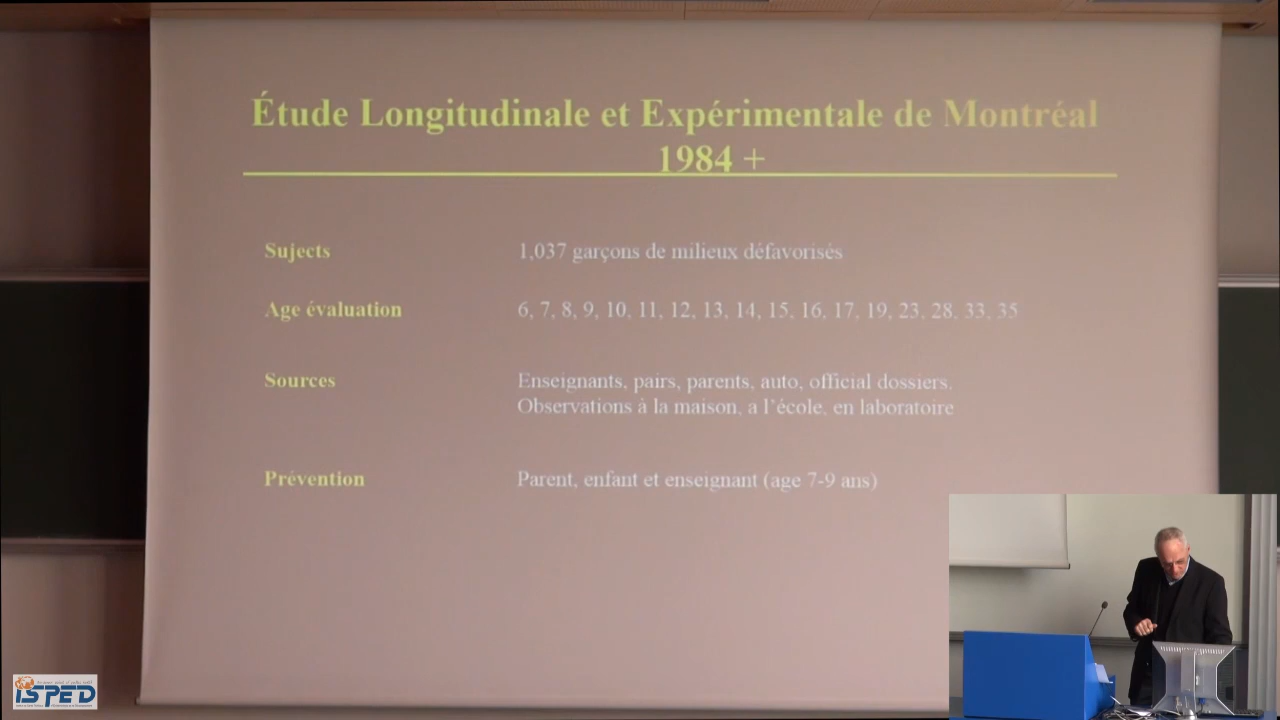 Étude Longitudinale et Expérimentale de Montréal
1984 +
Sujects 1,037 garçons de milieux défavorisés
Age évaluation 6, 7, 8, 9, 10, 11, 12, 13, 14, 15, 16, 17, 19, 23, 28, 33, 35
Sources Enseignants, pairs, parents, auto, official dossiers.
Observations à la maison, a l'école, en laboratoire
Prévention Parent, enfant et enseignant (age 7-9 ans)
ISPED